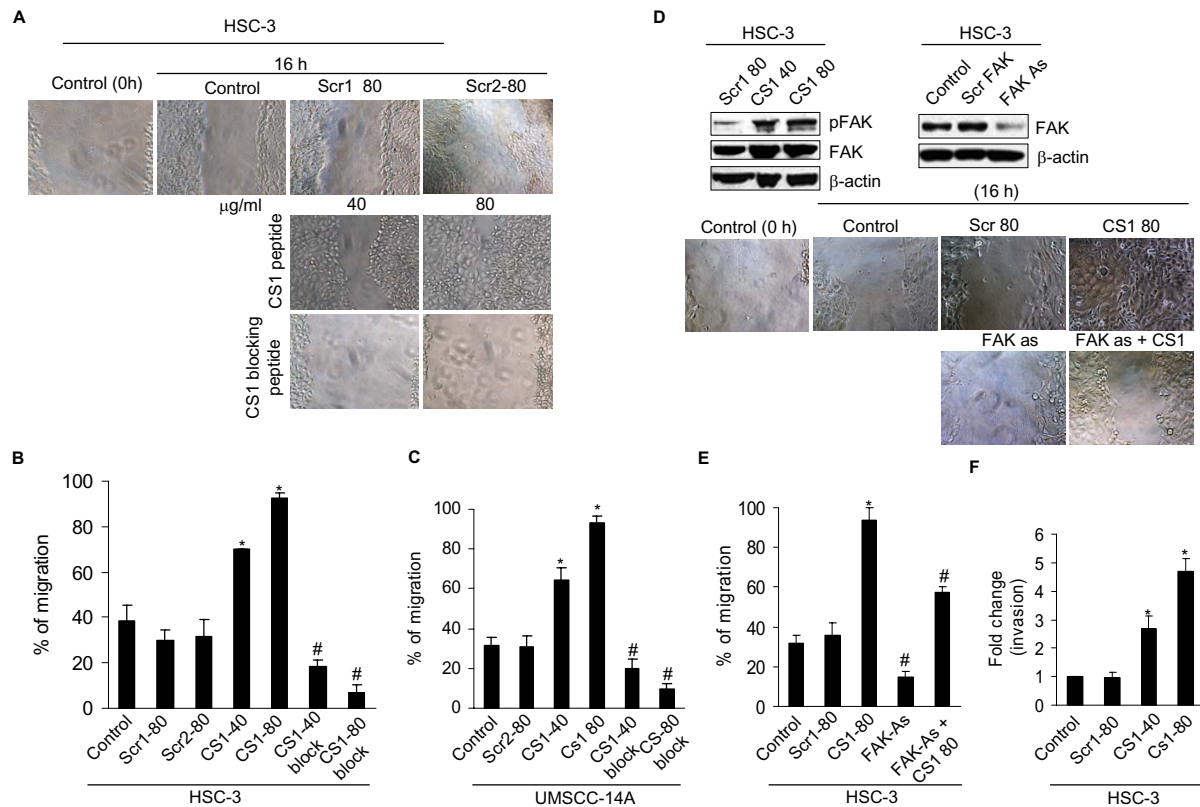 A
HSC-3
Control (0h)
16 h
Control
Scr1 80
Scr2-80
μg/ml
40
80
CS1 peptide
CS1 blocking
peptide
B
% of migration
100
80
60
40
20
0
Control
Scr1-80
Scr2-80
CS1-40
CS1-80
CS1-40
block
CS1-80
block
*
*
#
#
HSC-3
C
% of migration
100
80
60
40
20
0
Control
Scr2-80
CS1-40
Cs1 80
CS1-40
block
CS-80
block
*
*
#
#
UMSCC-14A
D
HSC-3
Scr1 80
CS1 40
CS1 80
pFAK
FAK
β-actin
HSC-3
Control
Scr FAK
FAK As
FAK
β-actin
(16 h)
Control (0 h)
Control
Scr 80
CS1 80
FAK as
FAK as + CS1
E
% of migration
100
80
60
40
20
0
Control
Scr1-80
CS1-80
FAK-As
FAK-As +
CS1 80
*
#
#
HSC-3
F
Fold change
(invasion)
6
5
4
3
2
1
0
Control
Scr1-80
CS1-40
Cs1-80
*
*
HSC-3